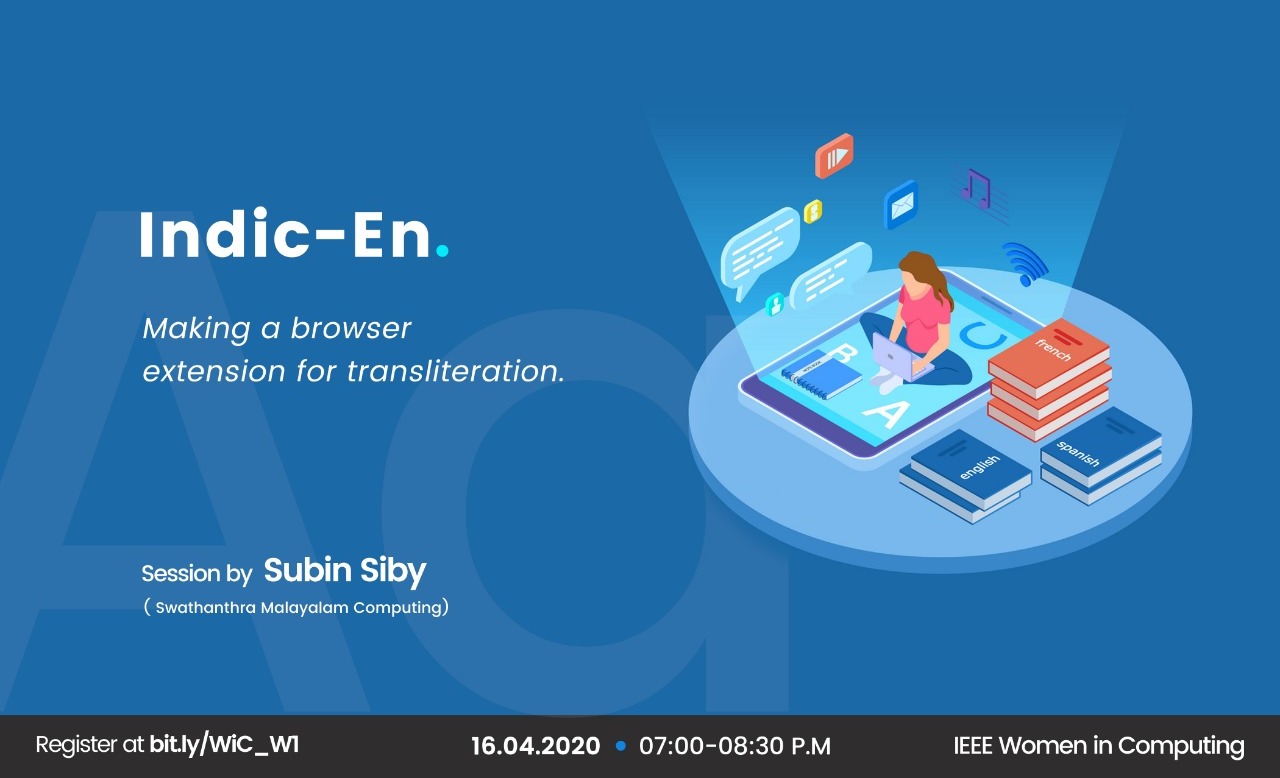 Indic-En.
Making a browser
extension for transliteration.
Session by Subin Siby
( Swathanthra Malayalam Computing)
Aa
B
C
A
french
spanish
english
Register at bit.ly/WiC_W1
16.04.2020 • 07:00-08:30 P.M
IEEE Women in Computing